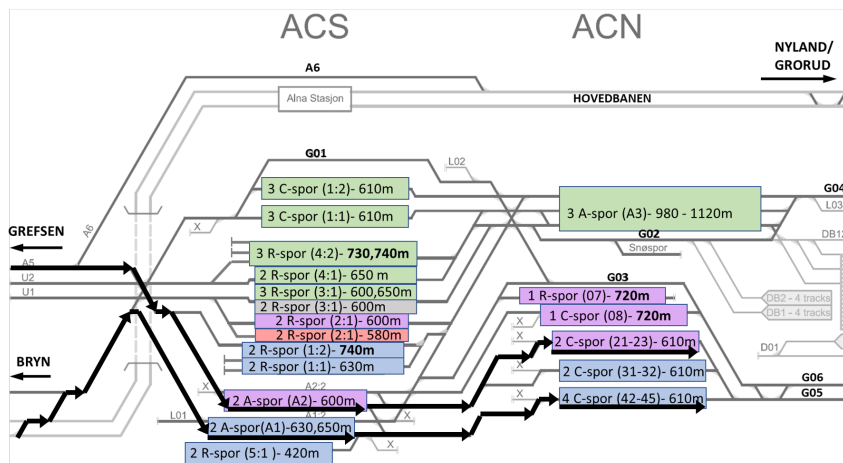 ACS
ACN
NYLAND/
GRORUD
A6
Alna Stasjon
HOVEDBANEN
A6
G01
L02
3 C-spor (1:2)- 610m
3 C-spor (1:1)- 610m
X
3 A-spor (A3)- 980 - 1120m
G04
L03
G02
Snøspor
DB12
GREFSEN
A5
U2
U1
3 R-spor (4:2)- 730,740m
2 R-spor (4:1)- 650 m
3 R-spor (3:1)- 600,650m
2 R-spor (3:1)- 600m
2 R-spor (2:1)- 600m
2 R-spor (2:1)- 580m
2 R-spor (1:2)- 740m
2 R-spor (1:1)- 630m
G03
1 R-spor (07)- 720m
X
1 C-spor (08)- 720m
X
2 C-spor (21-23)- 610m
2 C-spor (31-32)- 610m
X
4 C-spor (42-45)- 610m
DB2 - 4 tracks
DB1 - 4 tracks
D01
G06
G05
BRYN
X
A2:2
2 A-spor (A2)- 600m
X
L01
A1:2
2 A-spor(A1)-630,650m
X
2 R-spor (5:1 )- 420m